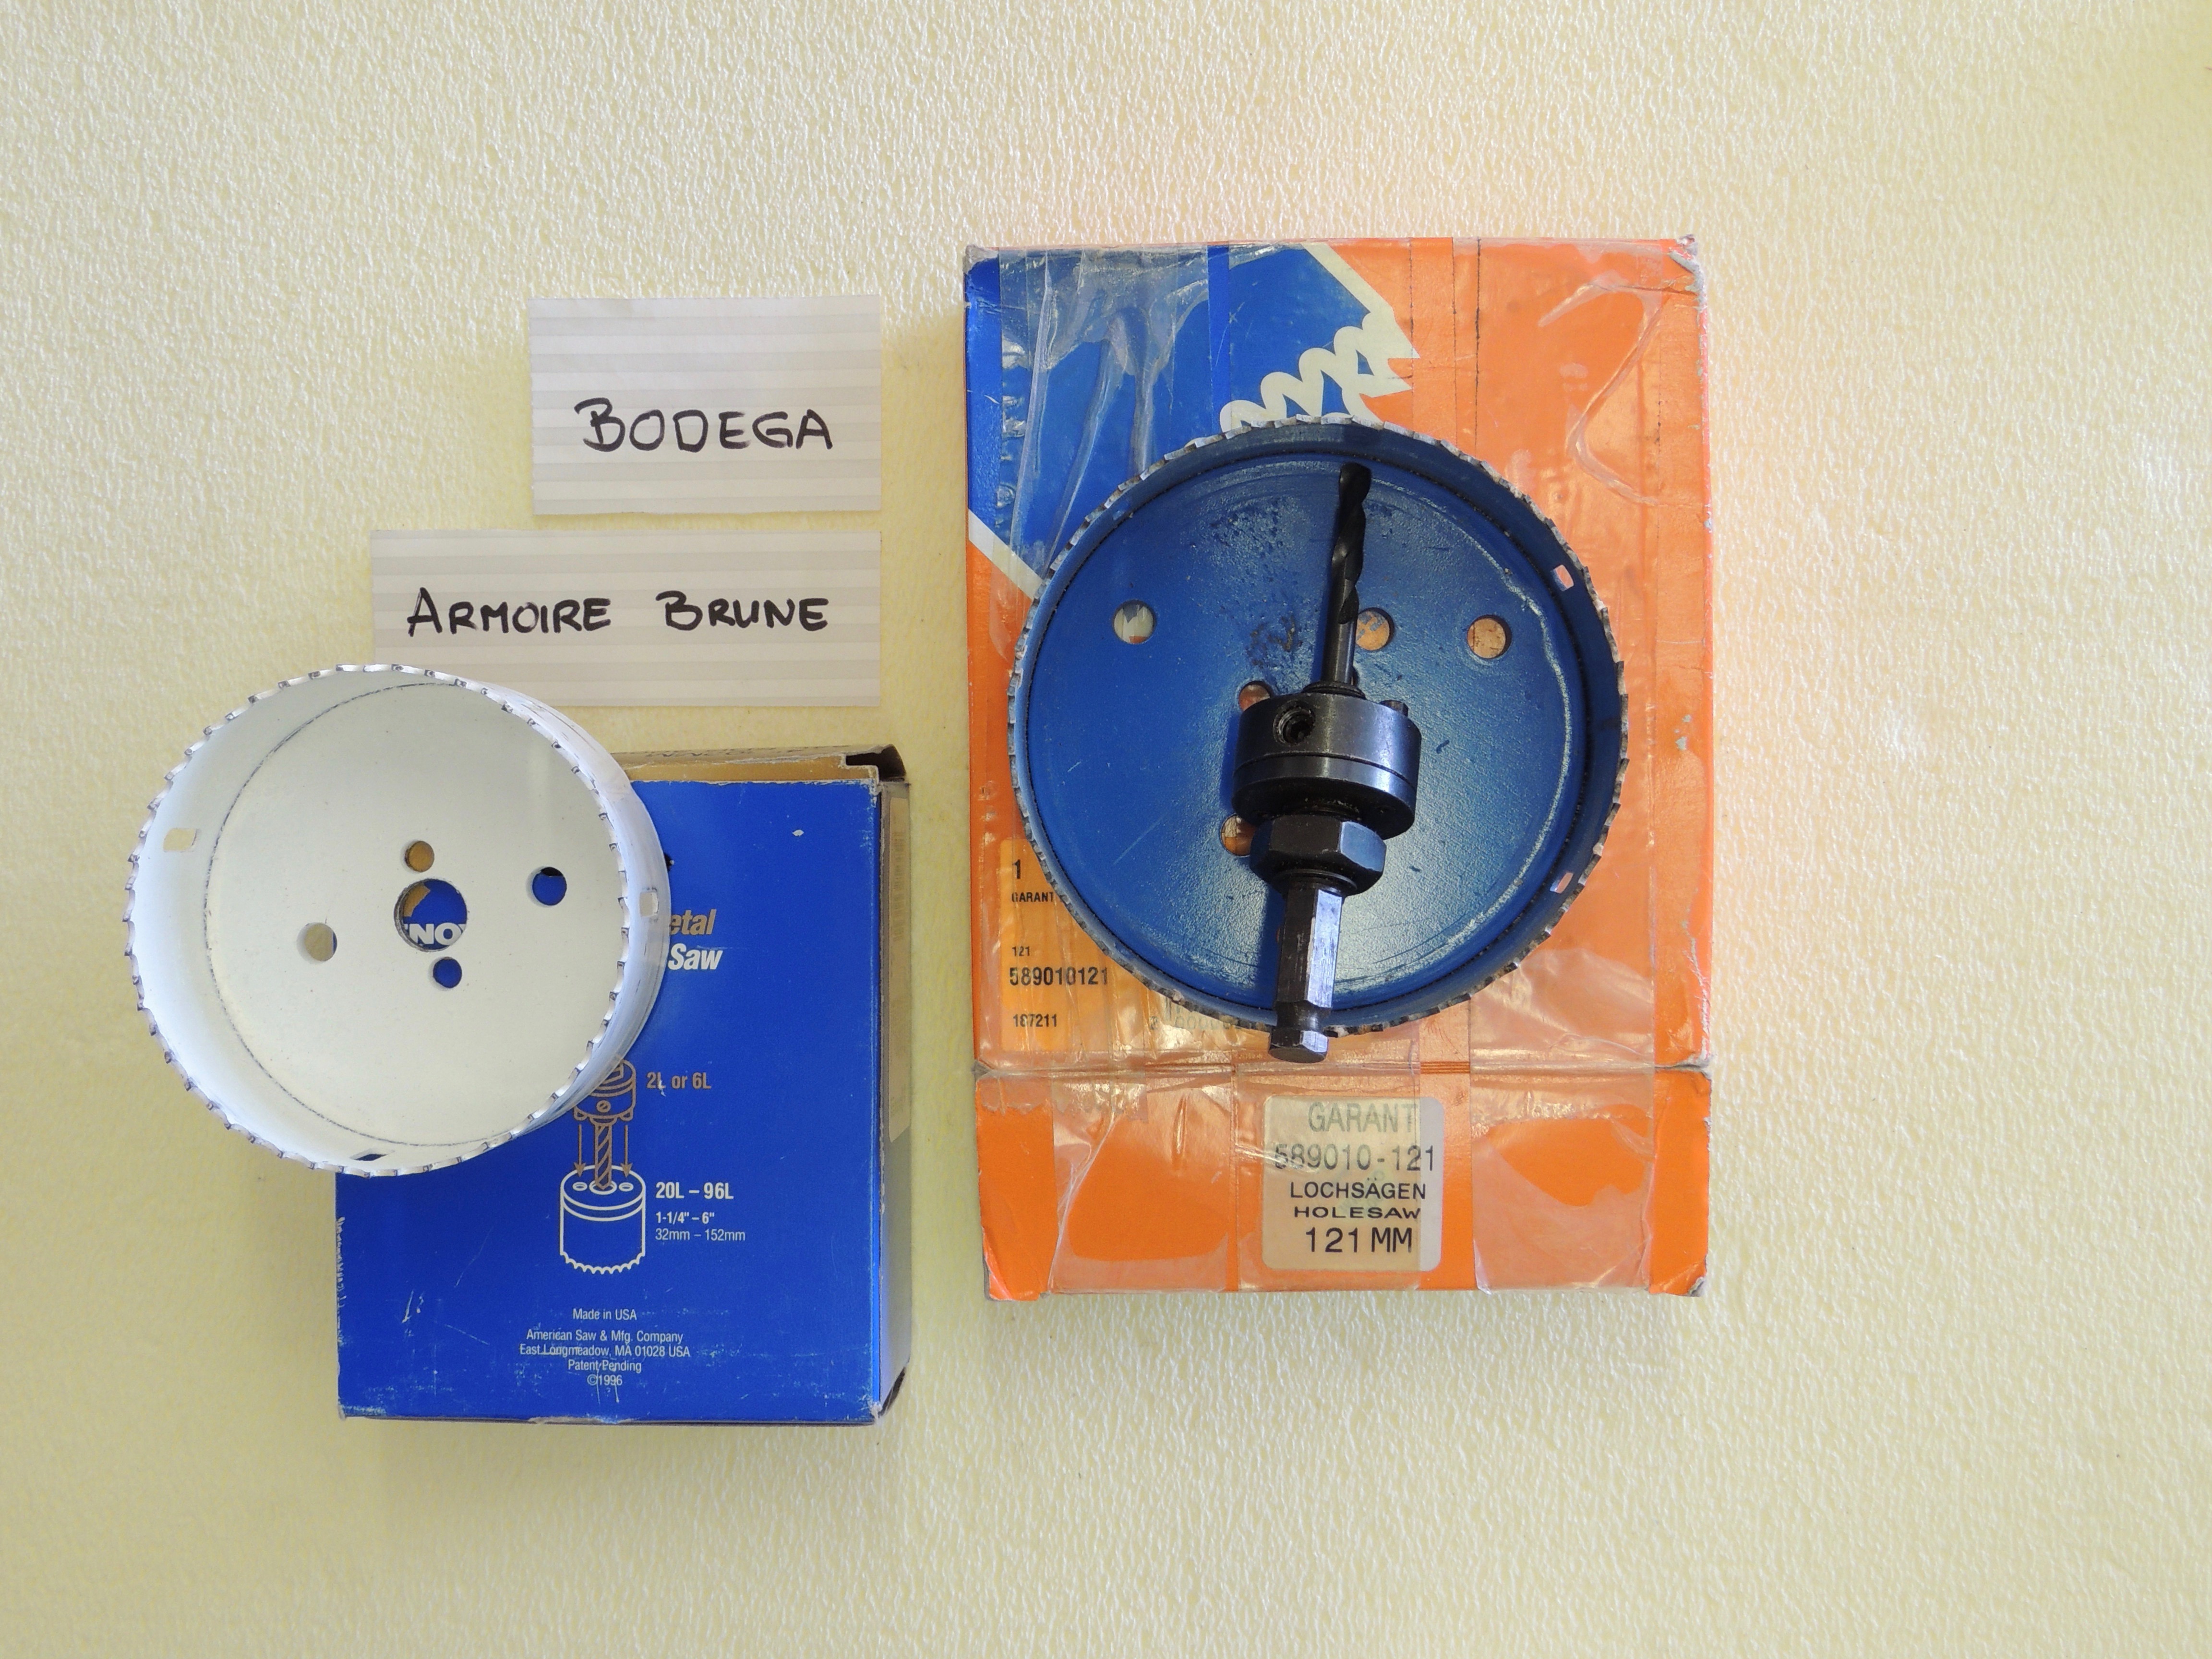 BODEGA
ARMOIRE BRUNE
Saw
2L or 6L
20L – 96L
1-1/4" – 6"
32mm – 152mm
Made in USA
American Saw & Mfg. Company
East Longmeadow, MA 01028 USA
Patent Pending
©1996
1
GARANT
121
589010121
187211
GARANT
589010-121
LOCHSÄGEN
HOLESAW
121 MM